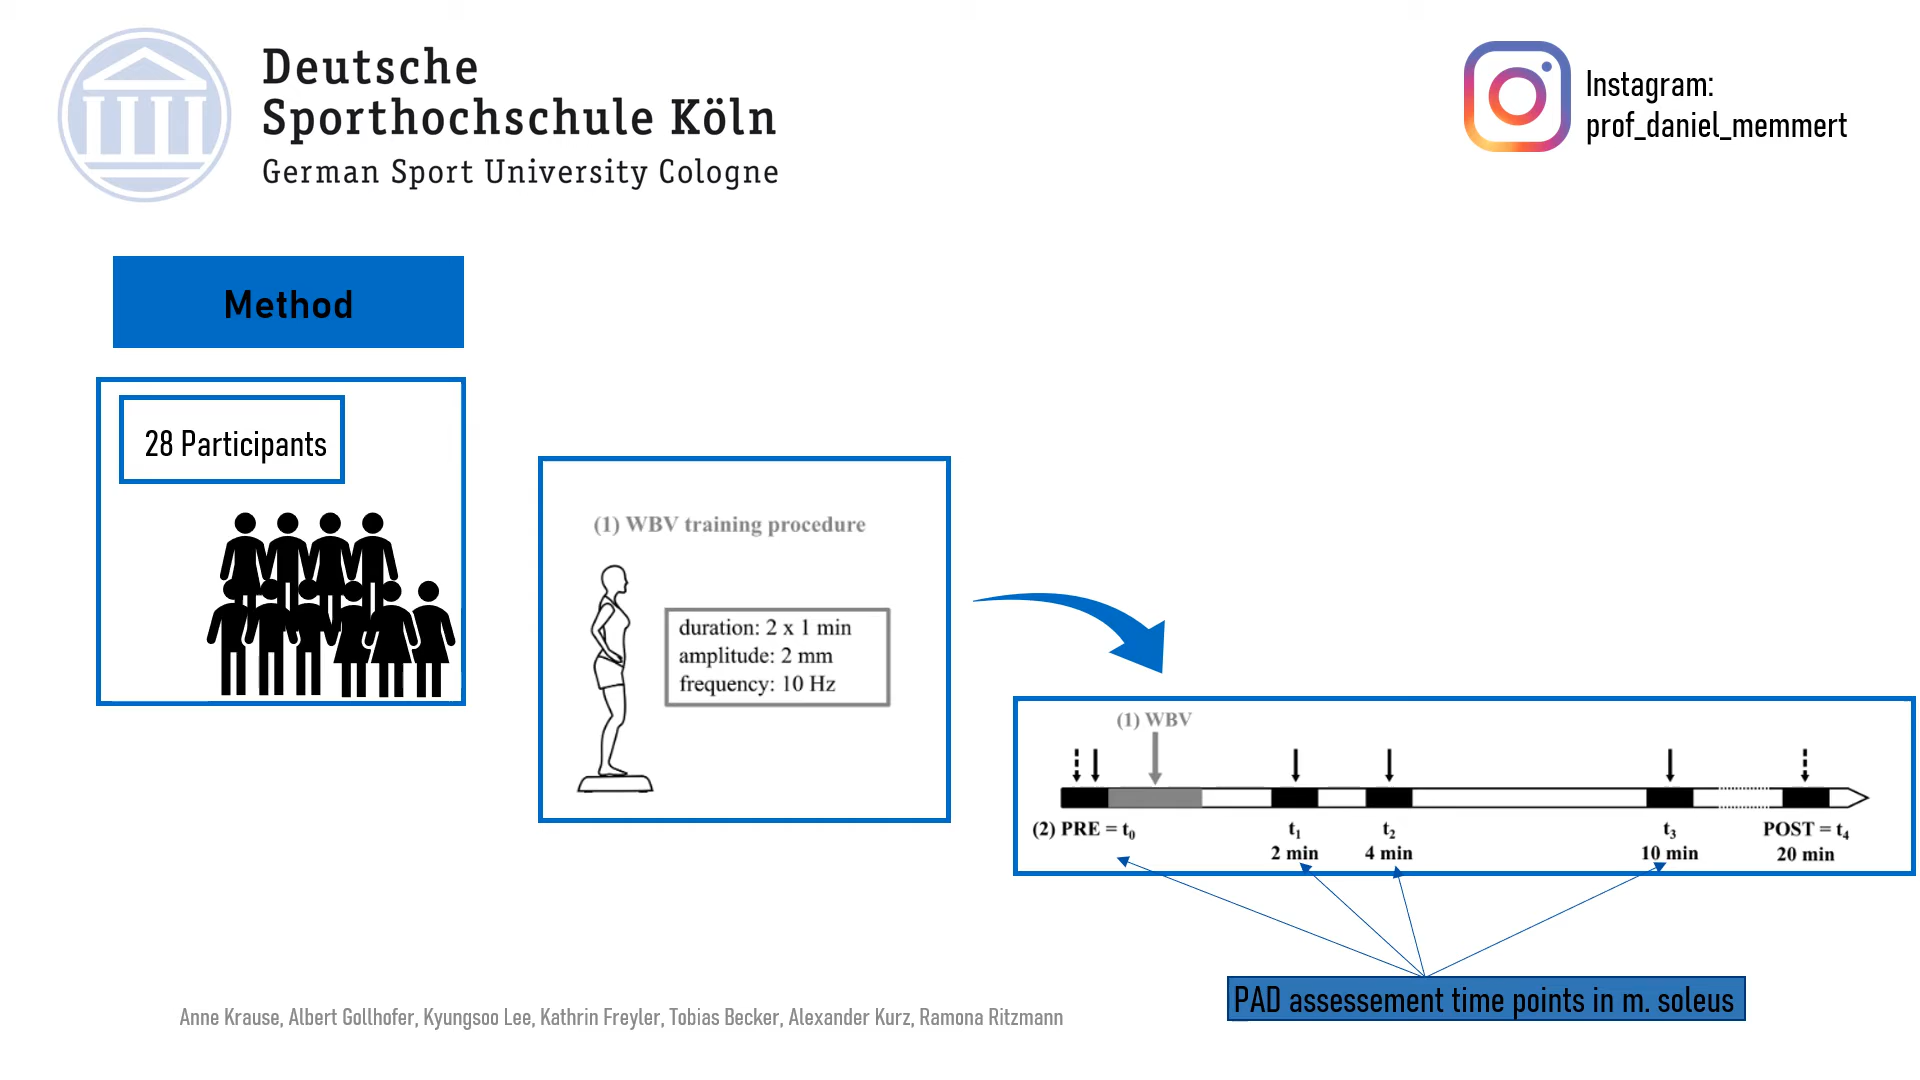 Deutsche
Sporthochschule Köln
German Sport University Cologne
Instagram:
prof_daniel_memmert
Method
28 Participants
(1) WBV training procedure
duration: 2 x 1 min
amplitude: 2 mm
frequency: 10 Hz
(1) WBV
(2) PRE = t₀
t₁
2 min
t₂
4 min
t₃
10 min
POST = t₄
20 min
PAD assessement time points in m. soleus
Anne Krause, Albert Gollhofer, Kyungsoo Lee, Kathrin Freyler, Tobias Becker, Alexander Kurz, Ramona Ritzmann